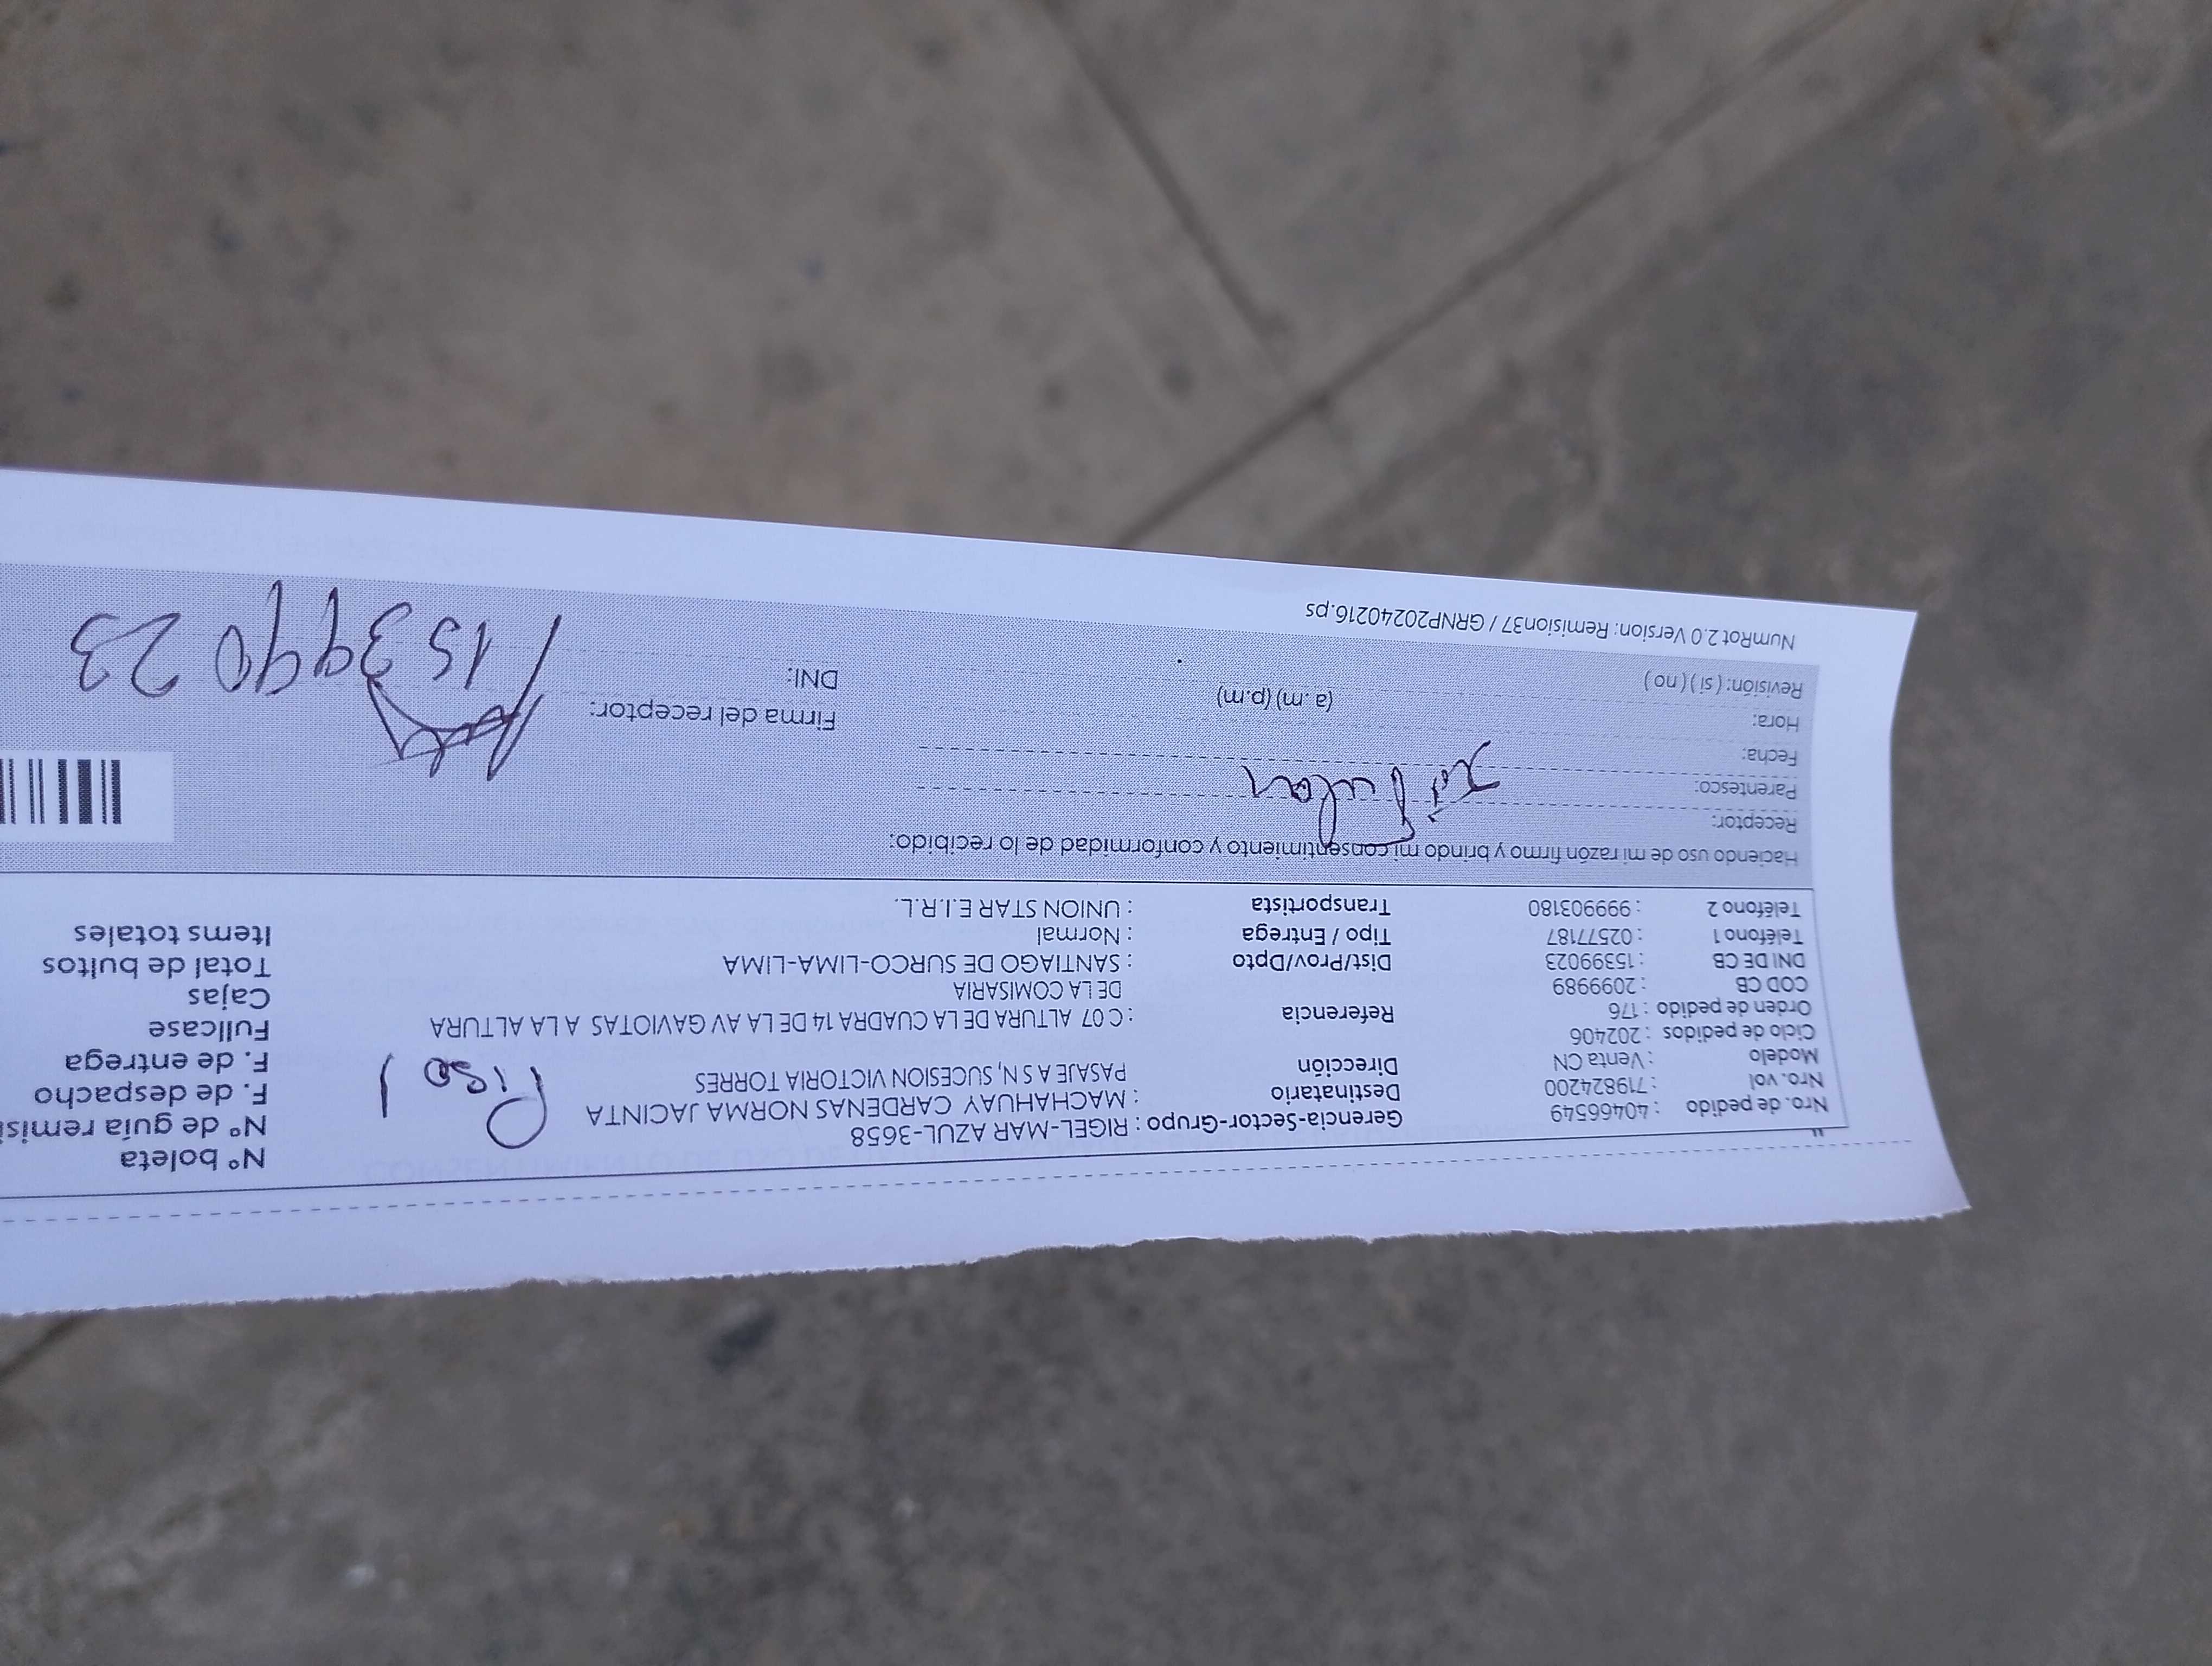 Nº boleta
Nro. de pedido : 40466549 Gerencia-Sector-Grupo : RIGEL-MAR AZUL-3658 Nº de guía remisi
Nro. vol : 719824200 Destinatario : MACHAHUAY CARDENAS NORMA JACINTA Piso 1 F. de despacho
Modelo : Venta CN Dirección PASAJE A S N, SUCESION VICTORIA TORRES F. de entrega
Ciclo de pedidos : 202406
Orden de pedido : 176 Referencia : C 07 ALTURA DE LA CUADRA 14 DE LA AV GAVIOTAS A LA ALTURA Fullcase
COD CB : 2099989 DE LA COMISARIA Cajas
DNI DE CB : 15399023 Dist/Prov/Dpto : SANTIAGO DE SURCO-LIMA-LIMA Total de bultos
Teléfono 1 : 02577187 Tipo / Entrega : Normal Items totales
Teléfono 2 : 999903180 Transportista : UNION STAR E.I.R.L.
Haciendo uso de mi razón firmo y brindo mi consentimiento y conformidad de lo recibido:
Receptor:
Parentesco:
Fecha:
Hora: (a. m) (p.m) Firma del receptor:
Revisión: ( si ) ( no ) DNI: 15399023
NumRot 2.0 Version: Remision37 / GRNP20240216.ps